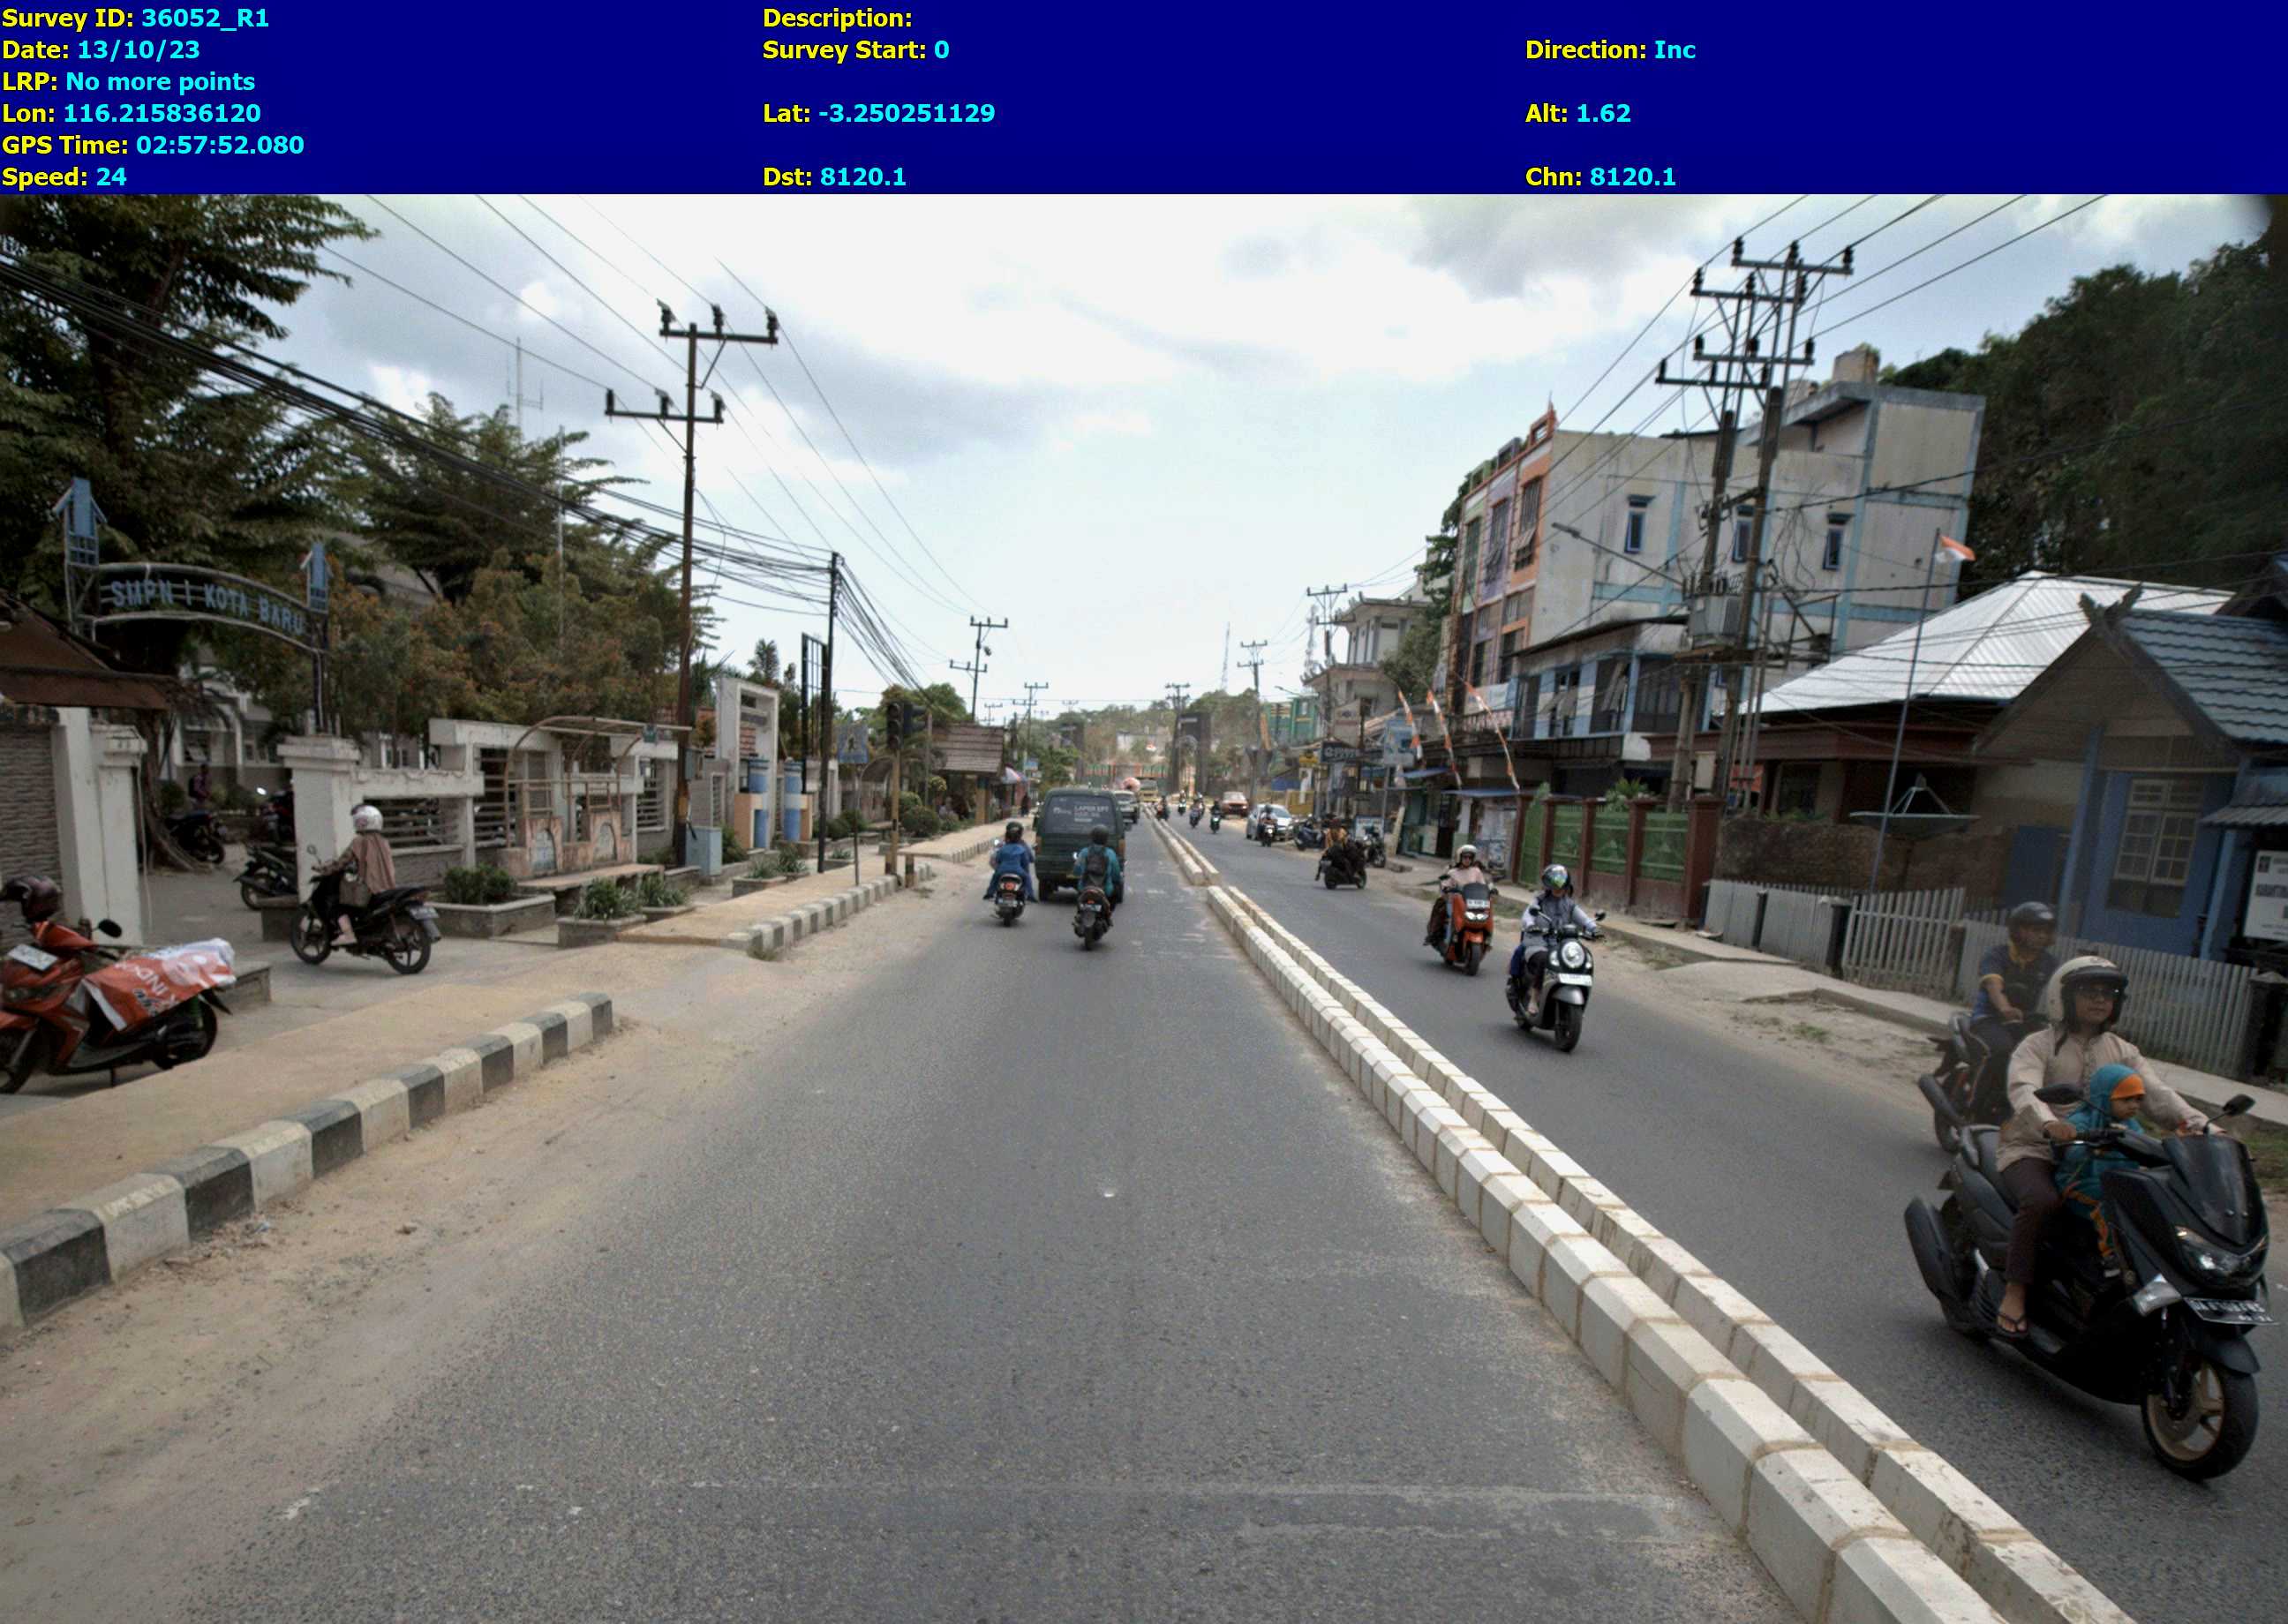 Survey ID: 36052_R1
Description:
Date: 13/10/23
Survey Start: 0
Direction: Inc
LRP: No more points
Lon: 116.215836120
Lat: -3.250251129
Alt: 1.62
GPS Time: 02:57:52.080
Speed: 24
Dst: 8120.1
Chn: 8120.1
SMPN 1 KOTA BARU